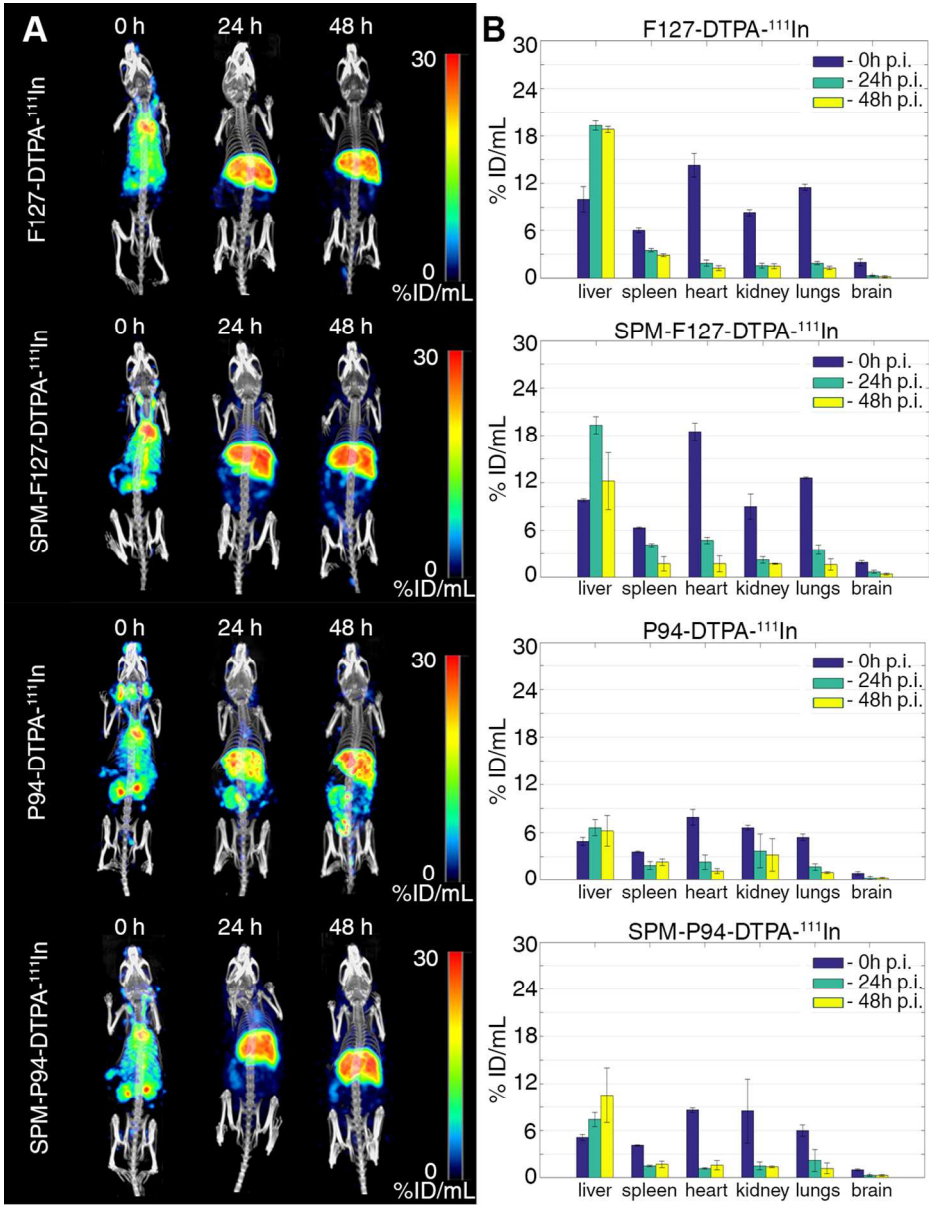 A
0 h 24 h 48 h
F127-DTPA-¹¹¹In
30
0
%ID/mL
0 h 24 h 48 h
SPM-F127-DTPA-¹¹¹In
30
0
%ID/mL
0 h 24 h 48 h
P94-DTPA-¹¹¹In
30
0
%ID/mL
0 h 24 h 48 h
SPM-P94-DTPA-¹¹¹In
30
0
%ID/mL
B
F127-DTPA-¹¹¹In
% ID/mL
30
24
18
12
6
0
- 0h p.i.
- 24h p.i.
- 48h p.i.
liver spleen heart kidney lungs brain
SPM-F127-DTPA-¹¹¹In
% ID/mL
30
24
18
12
6
0
- 0h p.i.
- 24h p.i.
- 48h p.i.
liver spleen heart kidney lungs brain
P94-DTPA-¹¹¹In
% ID/mL
30
24
18
12
6
0
- 0h p.i.
- 24h p.i.
- 48h p.i.
liver spleen heart kidney lungs brain
SPM-P94-DTPA-¹¹¹In
% ID/mL
30
24
18
12
6
0
- 0h p.i.
- 24h p.i.
- 48h p.i.
liver spleen heart kidney lungs brain